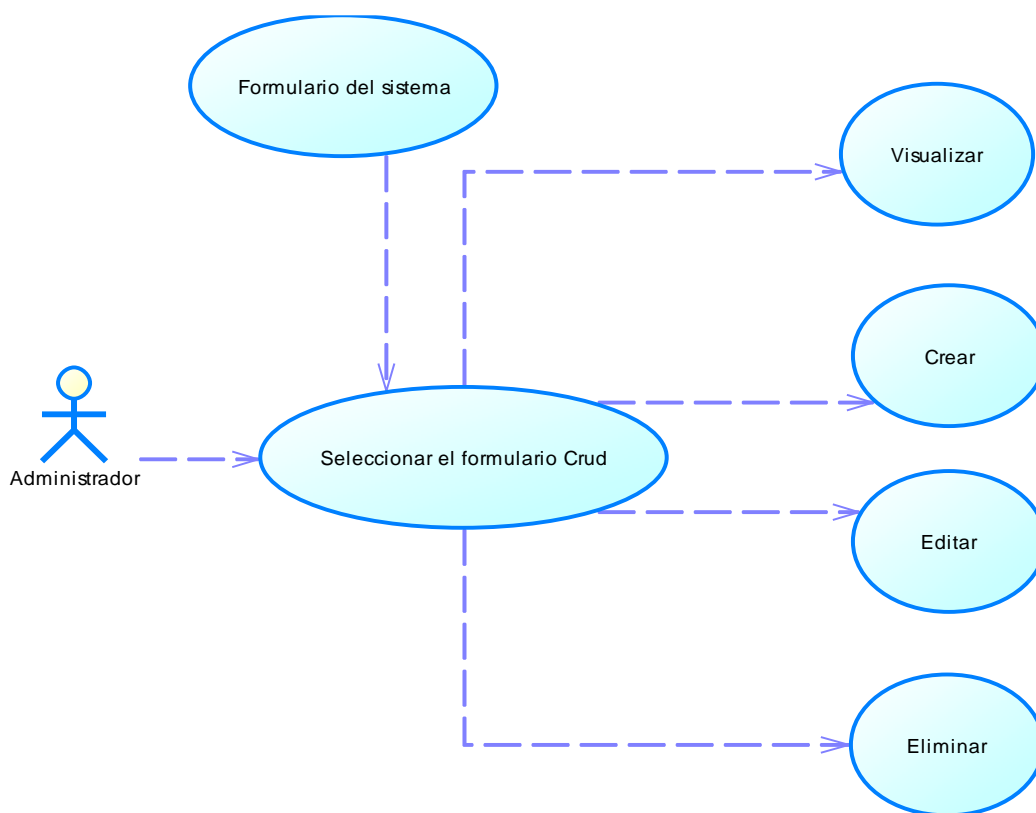 Formulario del sistema
Visualizar
Crear
Administrador
Seleccionar el formulario Crud
Editar
Eliminar